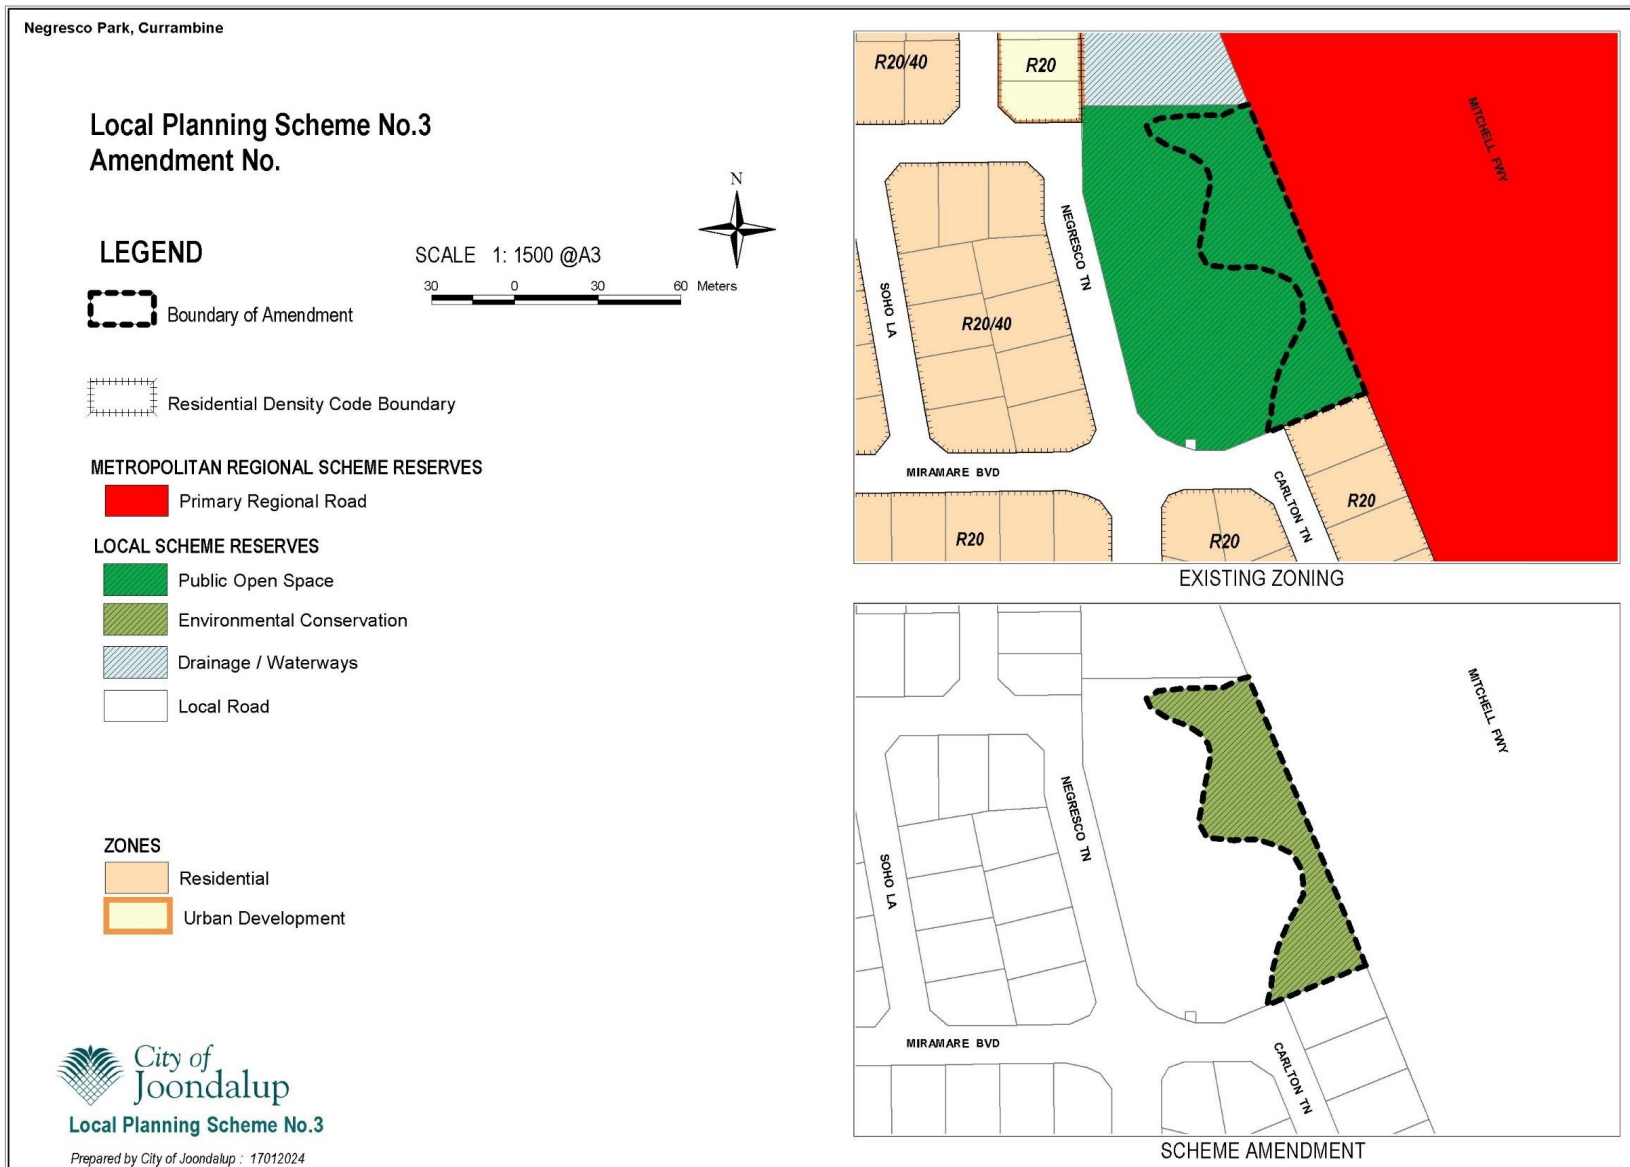 Negresco Park, Currambine
Local Planning Scheme No.3
Amendment No.
N
LEGEND
SCALE 1: 1500 @A3
30 0 30 60 Meters
Boundary of Amendment
Residential Density Code Boundary
METROPOLITAN REGIONAL SCHEME RESERVES
Primary Regional Road
LOCAL SCHEME RESERVES
Public Open Space
Environmental Conservation
Drainage / Waterways
Local Road
ZONES
Residential
Urban Development
City of
Joondalup
Local Planning Scheme No.3
Prepared by City of Joondalup : 17012024
R20/40
R20
MITCHELL FWY
NEGRESCO TN
SOHO LA
R20/40
MIRAMARE BVD
CARLTON TN
R20
R20
R20
EXISTING ZONING
MITCHELL FWY
NEGRESCO TN
SOHO LA
MIRAMARE BVD
CARLTON TN
SCHEME AMENDMENT